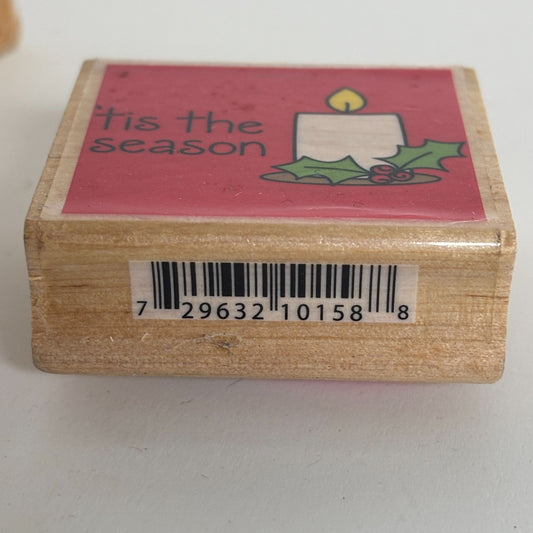 'tis the
season
7 29632 10158 8